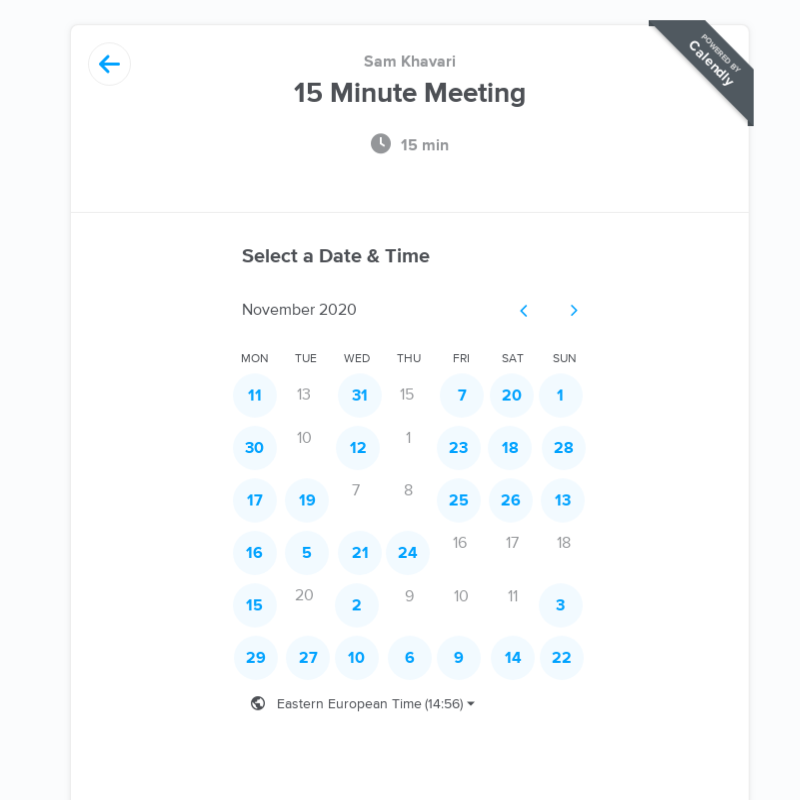 POWERED BY
Calendly
Sam Khavari
15 Minute Meeting
15 min
Select a Date & Time
November 2020
MON TUE WED THU FRI SAT SUN
11 13 31 15 7 20 1
30 10 12 1 23 18 28
17 19 7 8 25 26 13
16 5 21 24 16 17 18
15 20 2 9 10 11 3
29 27 10 6 9 14 22
Eastern European Time (14:56)